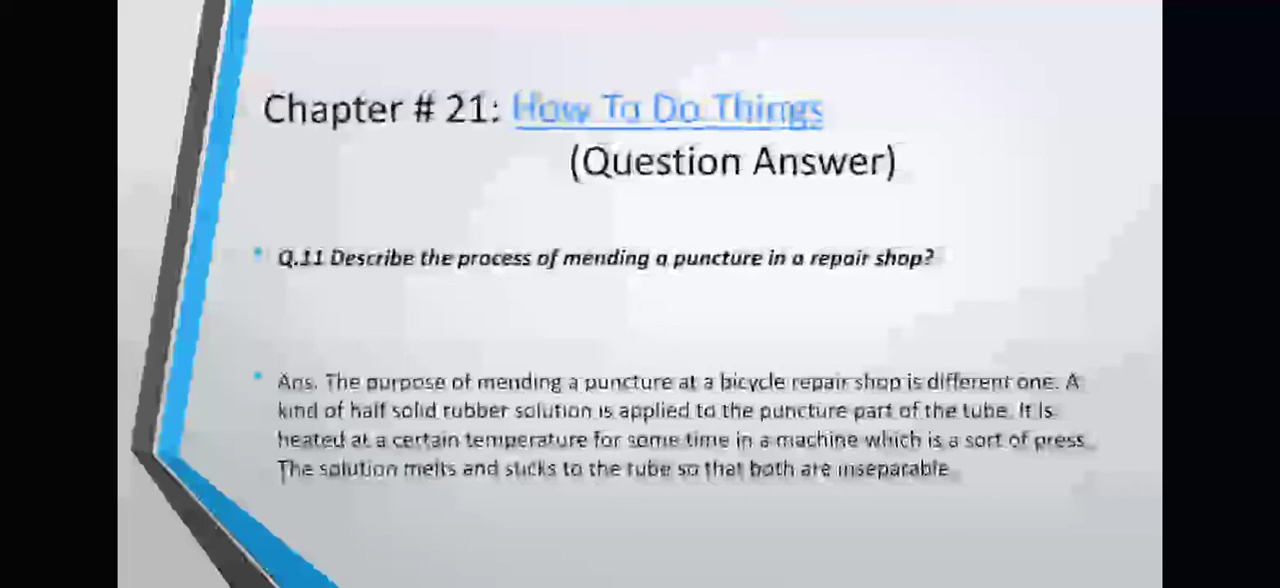 Chapter # 21: How To Do Things
(Question Answer)
• Q.11 Describe the process of mending a puncture in a repair shop?
• Ans. The purpose of mending a puncture at a bicycle repair shop is different one. A
kind of half solid rubber solution is applied to the puncture part of the tube. It is
heated at a certain temperature for some time in a machine which is a sort of press.
The solution melts and sticks to the tube so that both are inseparable.